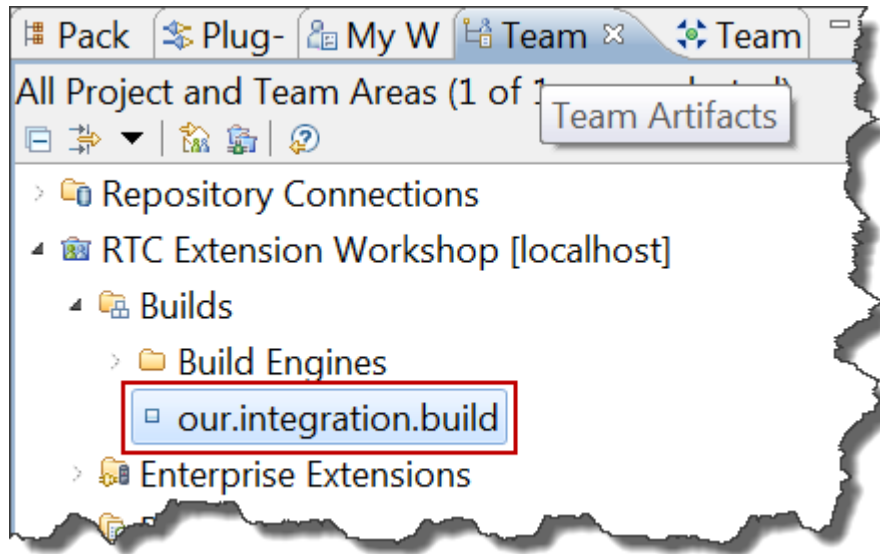 Pack Plug- My W Team Team
All Project and Team Areas (1 of 1
Team Artifacts
Repository Connections
RTC Extension Workshop [localhost]
Builds
Build Engines
our.integration.build
Enterprise Extensions